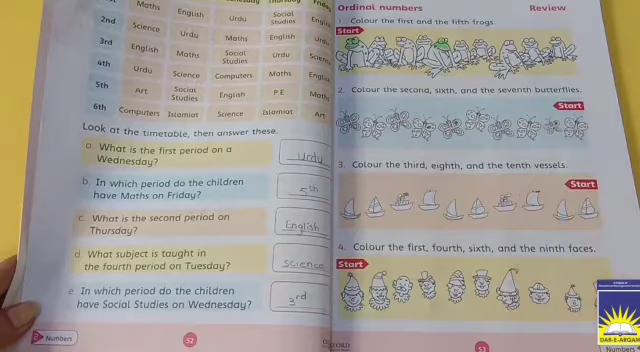 1st Maths English Urdu Social Studies English
2nd Science Urdu Maths English Urdu
3rd English Maths Social Studies Urdu Science
4th Urdu Science Computers Maths English
5th Art Social Studies English P.E Maths
6th Computers Islamiat Science Islamiat Art
Look at the timetable, then answer these.
a. What is the first period on a
Wednesday?
Urdu
b. In which period do the children
have Maths on Friday?
5th
c. What is the second period on
Thursday?
English
d. What subject is taught in
the fourth period on Tuesday?
science
e. In which period do the children
have Social Studies on Wednesday?
3rd
Numbers
52
Ordinal numbers Review
1. Colour the first and the fifth frogs.
Start
2. Colour the second, sixth, and the seventh butterflies.
Start
3. Colour the third, eighth, and the tenth vessels.
Start
4. Colour the first, fourth, sixth, and the ninth faces.
Start
OXFORD
53
DAR-E-ARQAM
Numbers